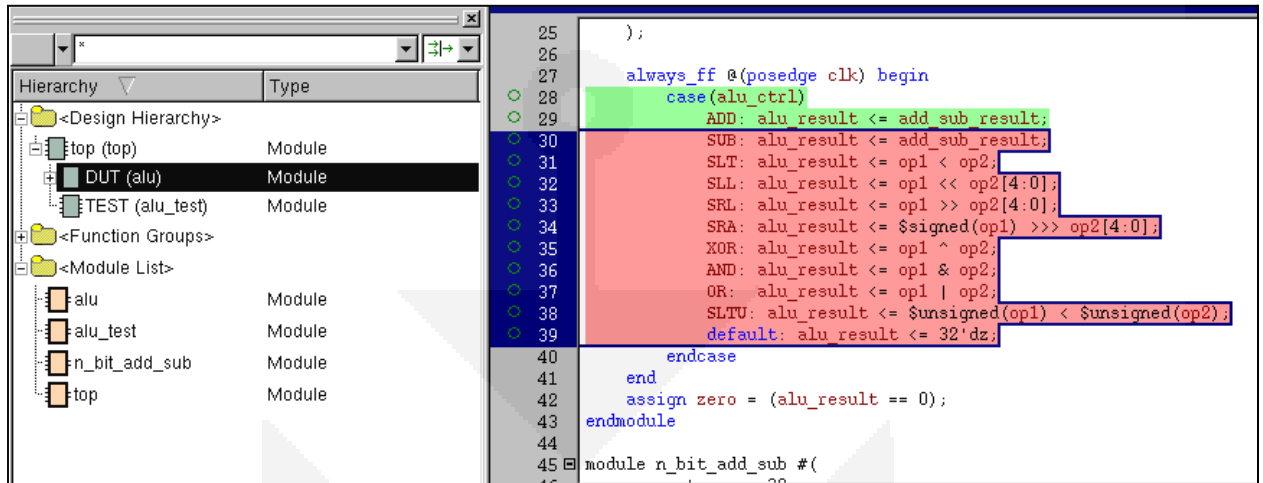 *
Hierarchy Type
<Design Hierarchy>
top (top) Module
DUT (alu) Module
TEST (alu_test) Module
<Function Groups>
<Module List>
alu Module
alu_test Module
n_bit_add_sub Module
top Module
25 );
26
27 always_ff @(posedge clk) begin
28 case(alu_ctrl)
29 ADD: alu_result <= add_sub_result;
30 SUB: alu_result <= add_sub_result;
31 SLT: alu_result <= op1 < op2;
32 SLL: alu_result <= op1 << op2[4:0];
33 SRL: alu_result <= op1 >> op2[4:0];
34 SRA: alu_result <= $signed(op1) >>> op2[4:0];
35 XOR: alu_result <= op1 ^ op2;
36 AND: alu_result <= op1 & op2;
37 OR: alu_result <= op1 | op2;
38 SLTU: alu_result <= $unsigned(op1) < $unsigned(op2);
39 default: alu_result <= 32'dz;
40 endcase
41 end
42 assign zero = (alu_result == 0);
43 endmodule
44
45 module n_bit_add_sub #(